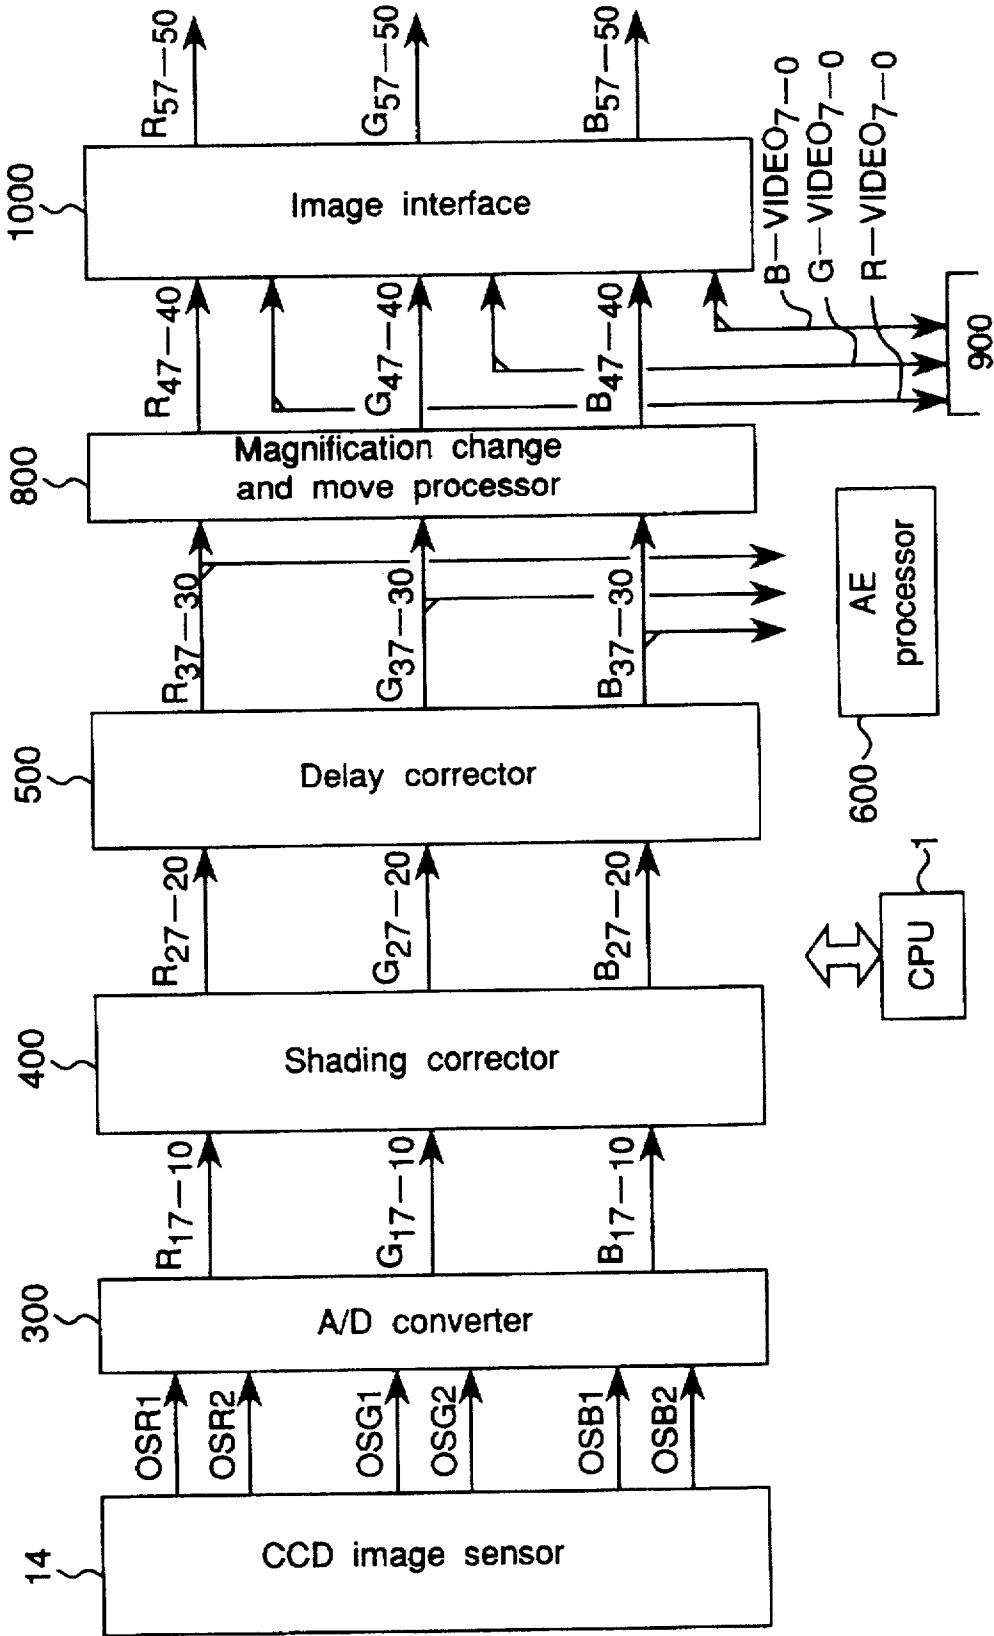 14
CCD image sensor
OSR1
OSR2
OSG1
OSG2
OSB1
OSB2
300
A/D converter
R17—10
G17—10
B17—10
400
Shading corrector
R27—20
G27—20
B27—20
500
Delay corrector
R37—30
G37—30
B37—30
800
Magnification change
and move processor
R47—40
G47—40
B47—40
1000
Image interface
R57—50
G57—50
B57—50
B—VIDEO7—0
G—VIDEO7—0
R—VIDEO7—0
900
CPU
1
600
AE
processor